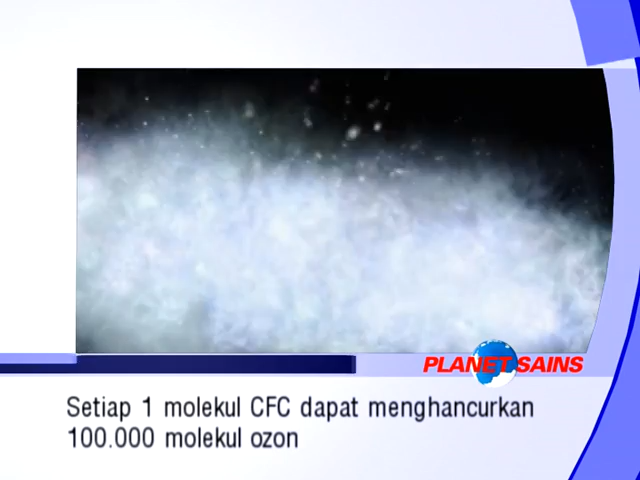 PLANET SAINS
Setiap 1 molekul CFC dapat menghancurkan
100.000 molekul ozon